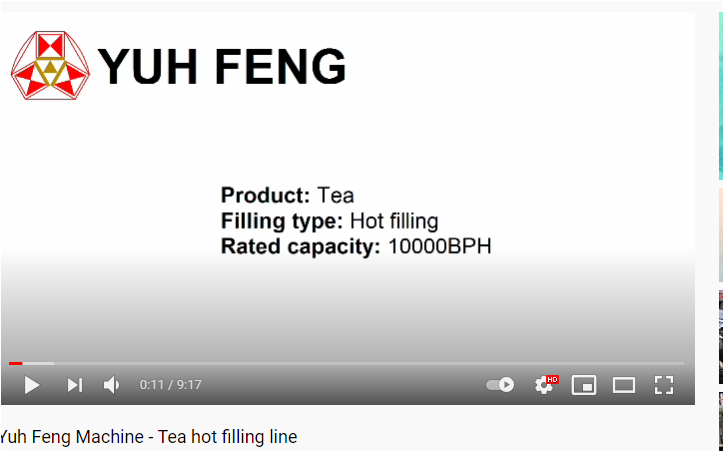 YUH FENG
Product: Tea
Filling type: Hot filling
Rated capacity: 10000BPH
HD
0:11 / 9:17
Yuh Feng Machine - Tea hot filling line